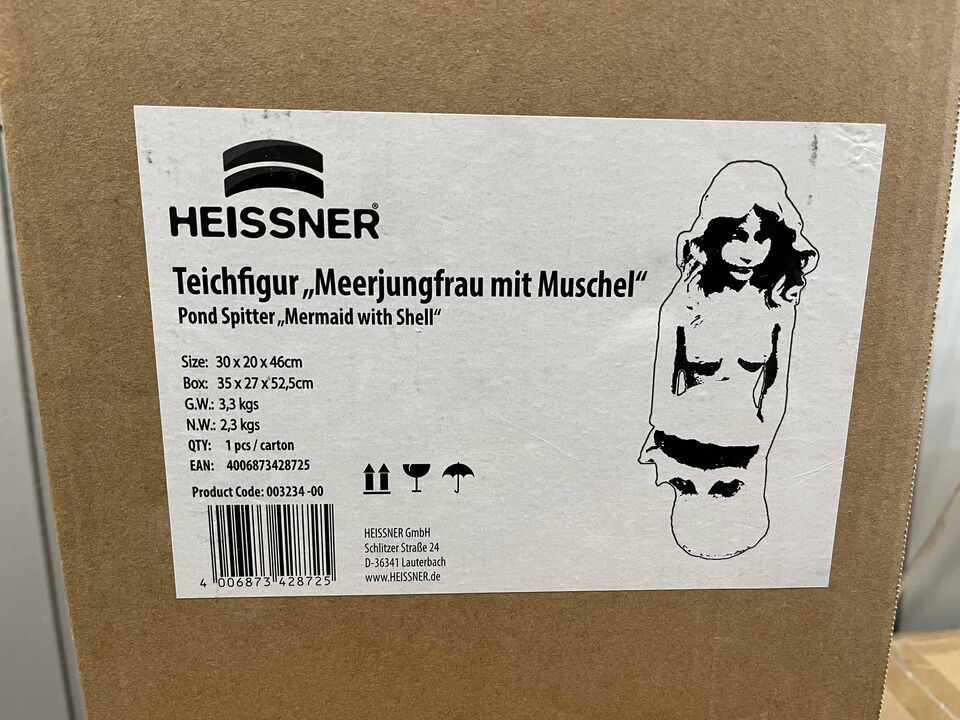 HEISSNER®
Teichfigur „Meerjungfrau mit Muschel“
Pond Spitter „Mermaid with Shell“
Size: 30 x 20 x 46cm
Box: 35 x 27 x 52,5cm
G.W.: 3,3 kgs
N.W.: 2,3 kgs
QTY: 1 pcs / carton
EAN: 4006873428725
Product Code: 003234 -00
4 006873 428725
HEISSNER GmbH
Schlitzer Straße 24
D-36341 Lauterbach
www.HEISSNER.de